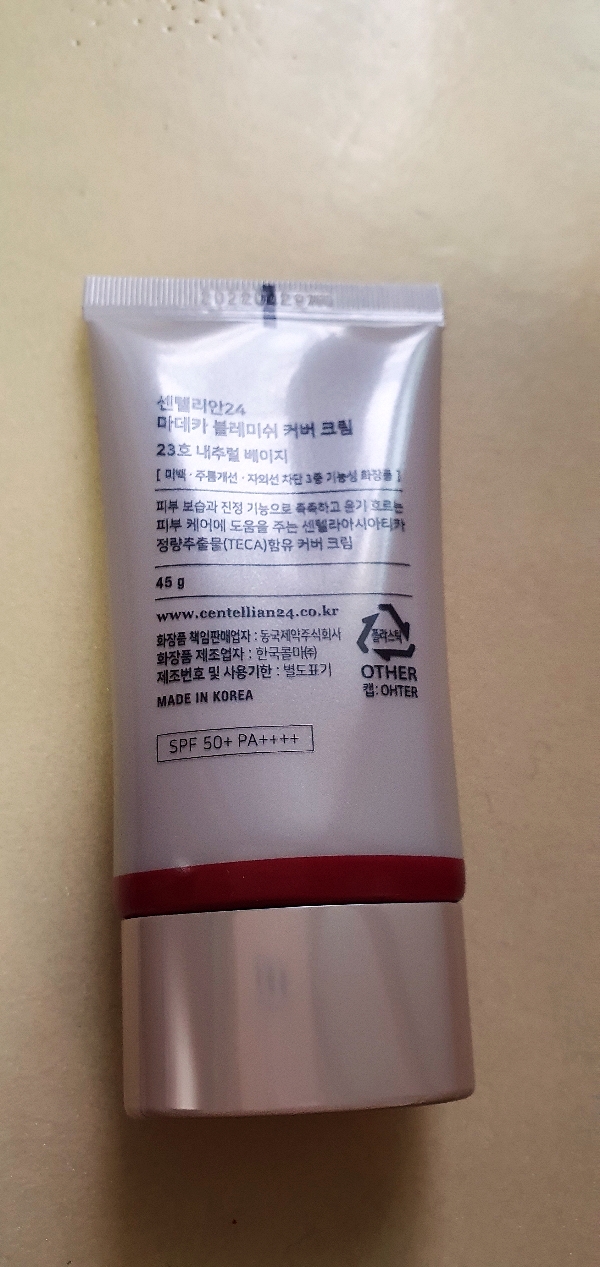 센텔리안24
마데카 블레미쉬 커버 크림
23호 내추럴 베이지
[ 미백 · 주름개선 · 자외선 차단 3중 기능성 화장품 ]
피부 보습과 진정 기능으로 촉촉하고 윤기 흐르는
피부 케어에 도움을 주는 센텔라아시아티카
정량추출물(TECA)함유 커버 크림
45 g
www.centellian24.co.kr
화장품 책임판매업자 : 동국제약주식회사
화장품 제조업자 : 한국콜마㈜
제조번호 및 사용기한 : 별도표기
MADE IN KOREA
플라스틱
OTHER
캡: OHTER
SPF 50+ PA++++